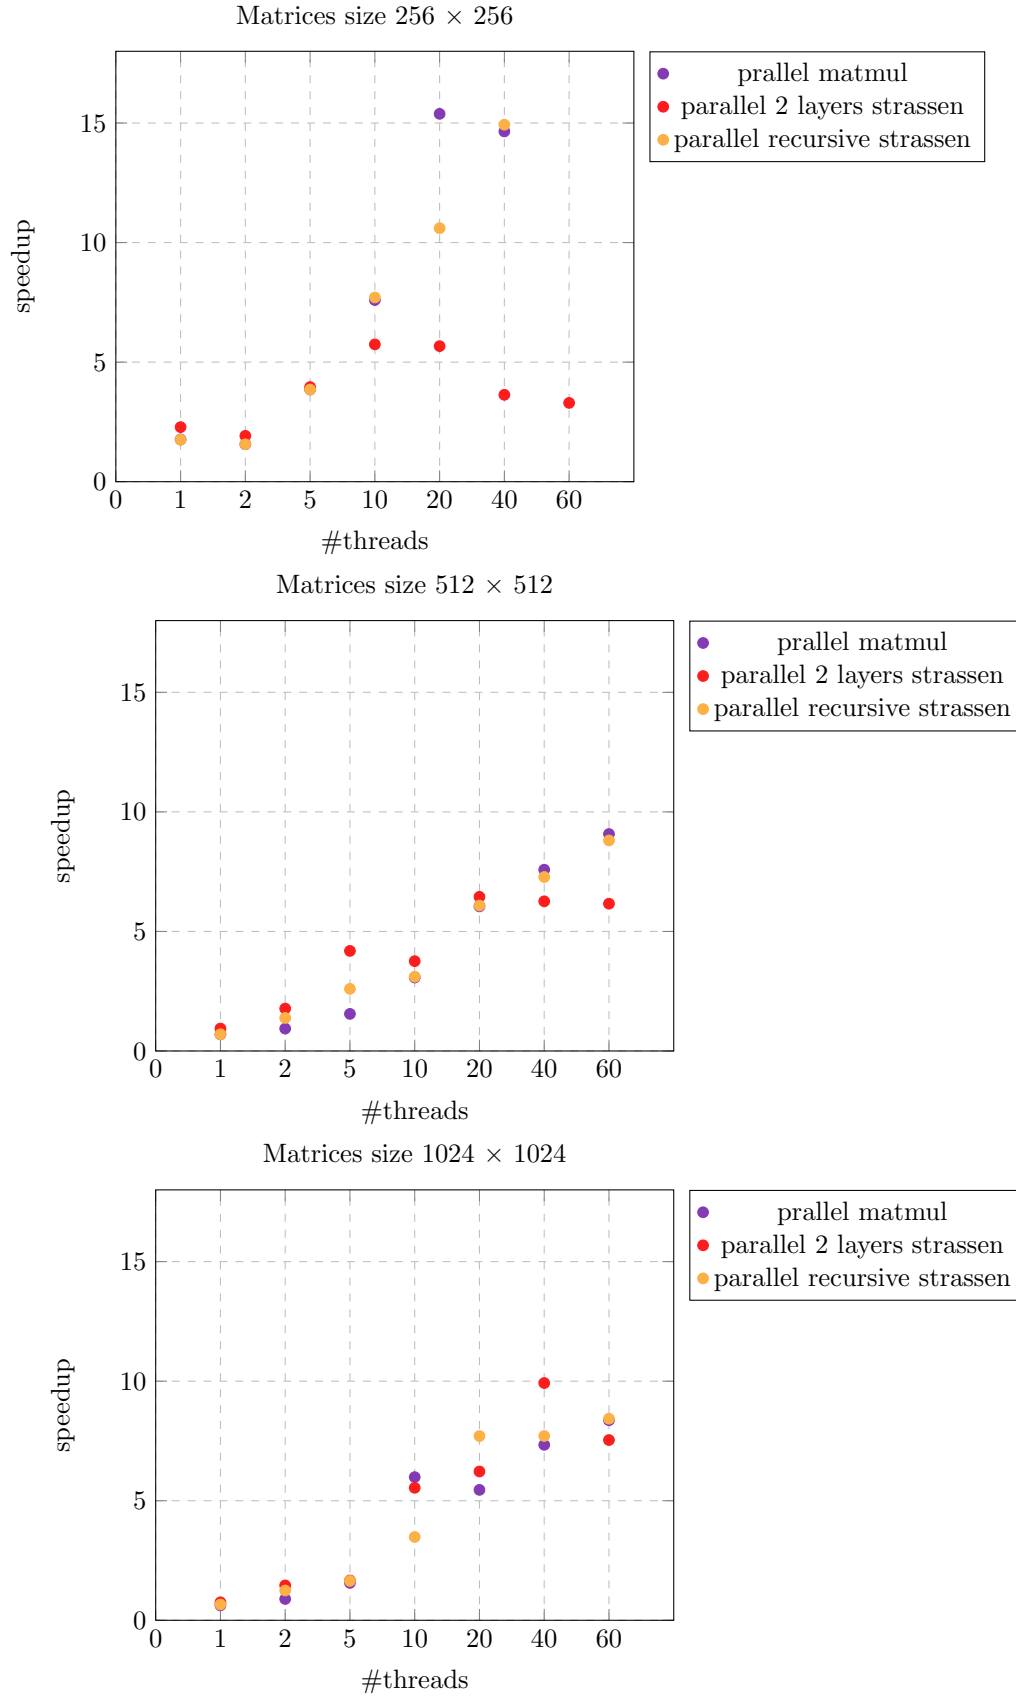 Matrices size 256 × 256
prallel matmul
parallel 2 layers strassen
parallel recursive strassen
15
10
5
0
speedup
0 1 2 5 10 20 40 60
#threads
Matrices size 512 × 512
prallel matmul
parallel 2 layers strassen
parallel recursive strassen
15
10
5
0
speedup
0 1 2 5 10 20 40 60
#threads
Matrices size 1024 × 1024
prallel matmul
parallel 2 layers strassen
parallel recursive strassen
15
10
5
0
speedup
0 1 2 5 10 20 40 60
#threads